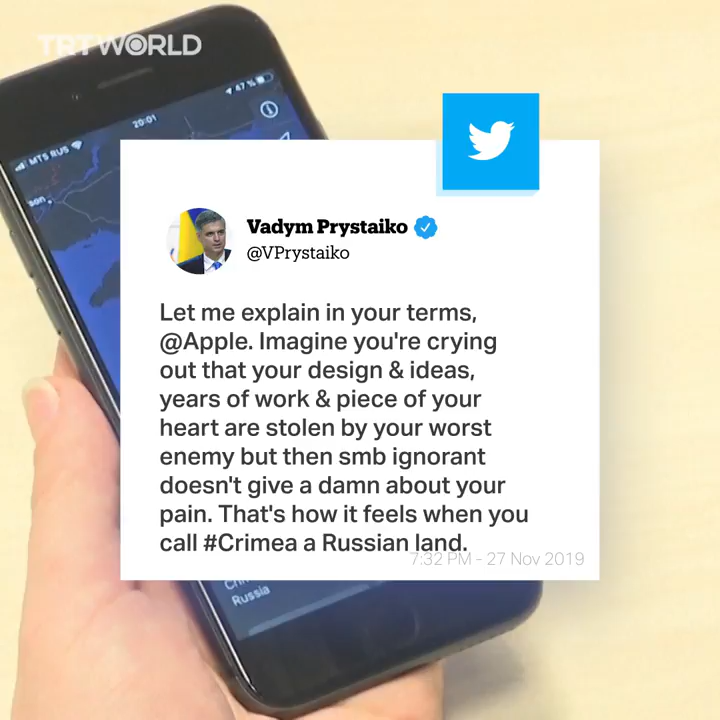 TRT WORLD
47%
20:01
MTS RUS
son
Vadym Prystaiko
@VPrystaiko
Let me explain in your terms,
@Apple. Imagine you're crying
out that your design & ideas,
years of work & piece of your
heart are stolen by your worst
enemy but then smb ignorant
doesn't give a damn about your
pain. That's how it feels when you
call #Crimea a Russian land.
7:32 PM - 27 Nov 2019
Russia